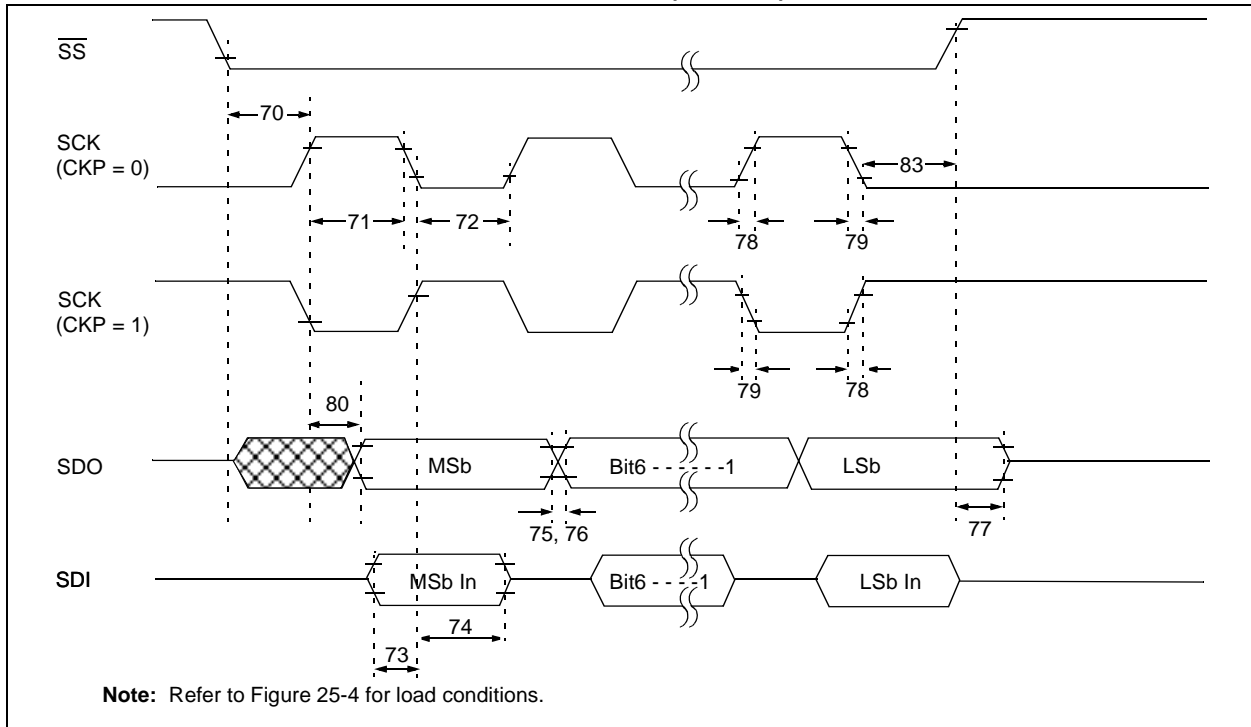 SS
70
SCK
(CKP = 0)
83
71
72
78
79
SCK
(CKP = 1)
79
78
80
SDO
MSb
Bit6 - - - - - -1
LSb
75, 76
77
SDI
MSb In
Bit6 - - - -1
LSb In
74
73
Note: Refer to Figure 25-4 for load conditions.